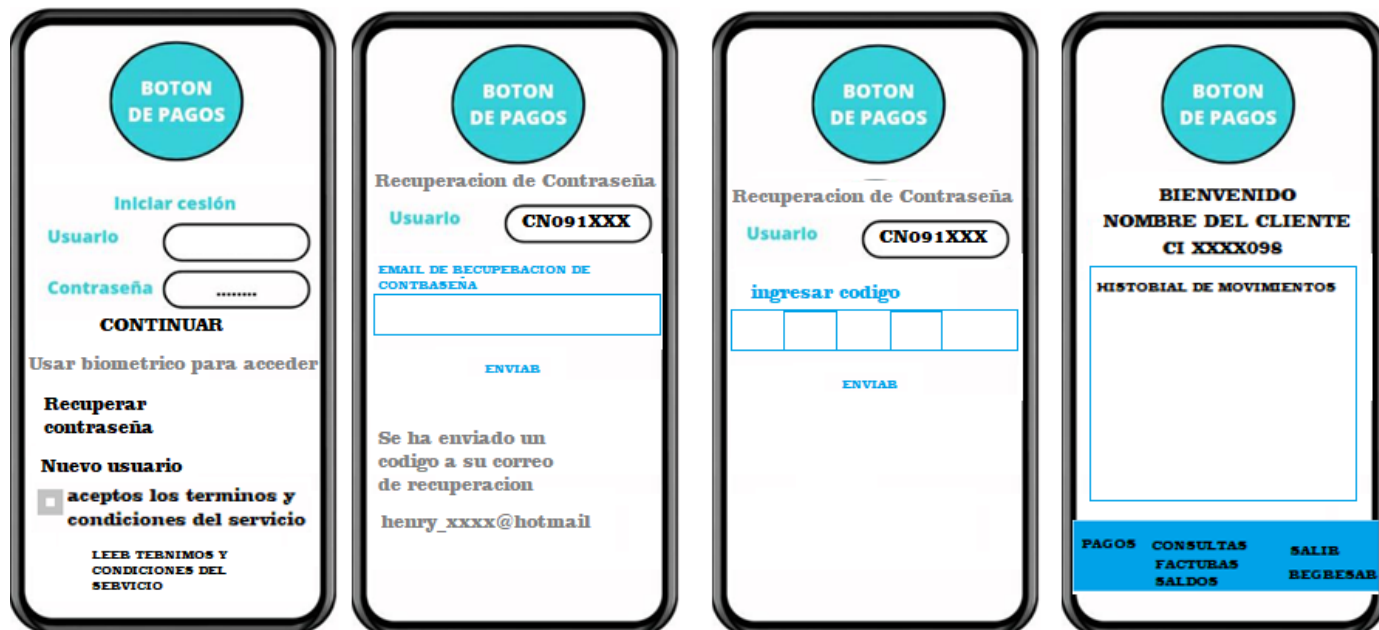 BOTON
DE PAGOS
Iniciar cesión
Usuario
Contraseña
........
CONTINUAR
Usar biometrico para acceder
Recuperar
contraseña
Nuevo usuario
aceptos los terminos y
condiciones del servicio
LEER TERNIMOS Y
CONDICIONES DEL
SERVICIO
BOTON
DE PAGOS
Recuperacion de Contraseña
Usuario
CN091XXX
EMAIL DE RECUPERACION DE
CONTRASEÑA
ENVIAR
Se ha enviado un
codigo a su correo
de recuperacion
henry_xxxx@hotmail
BOTON
DE PAGOS
Recuperacion de Contraseña
Usuario
CN091XXX
ingresar codigo
ENVIAR
BOTON
DE PAGOS
BIENVENIDO
NOMBRE DEL CLIENTE
CI XXXX098
HISTORIAL DE MOVIMIENTOS
PAGOS
CONSULTAS
FACTURAS
SALDOS
SALIR
REGRESAR